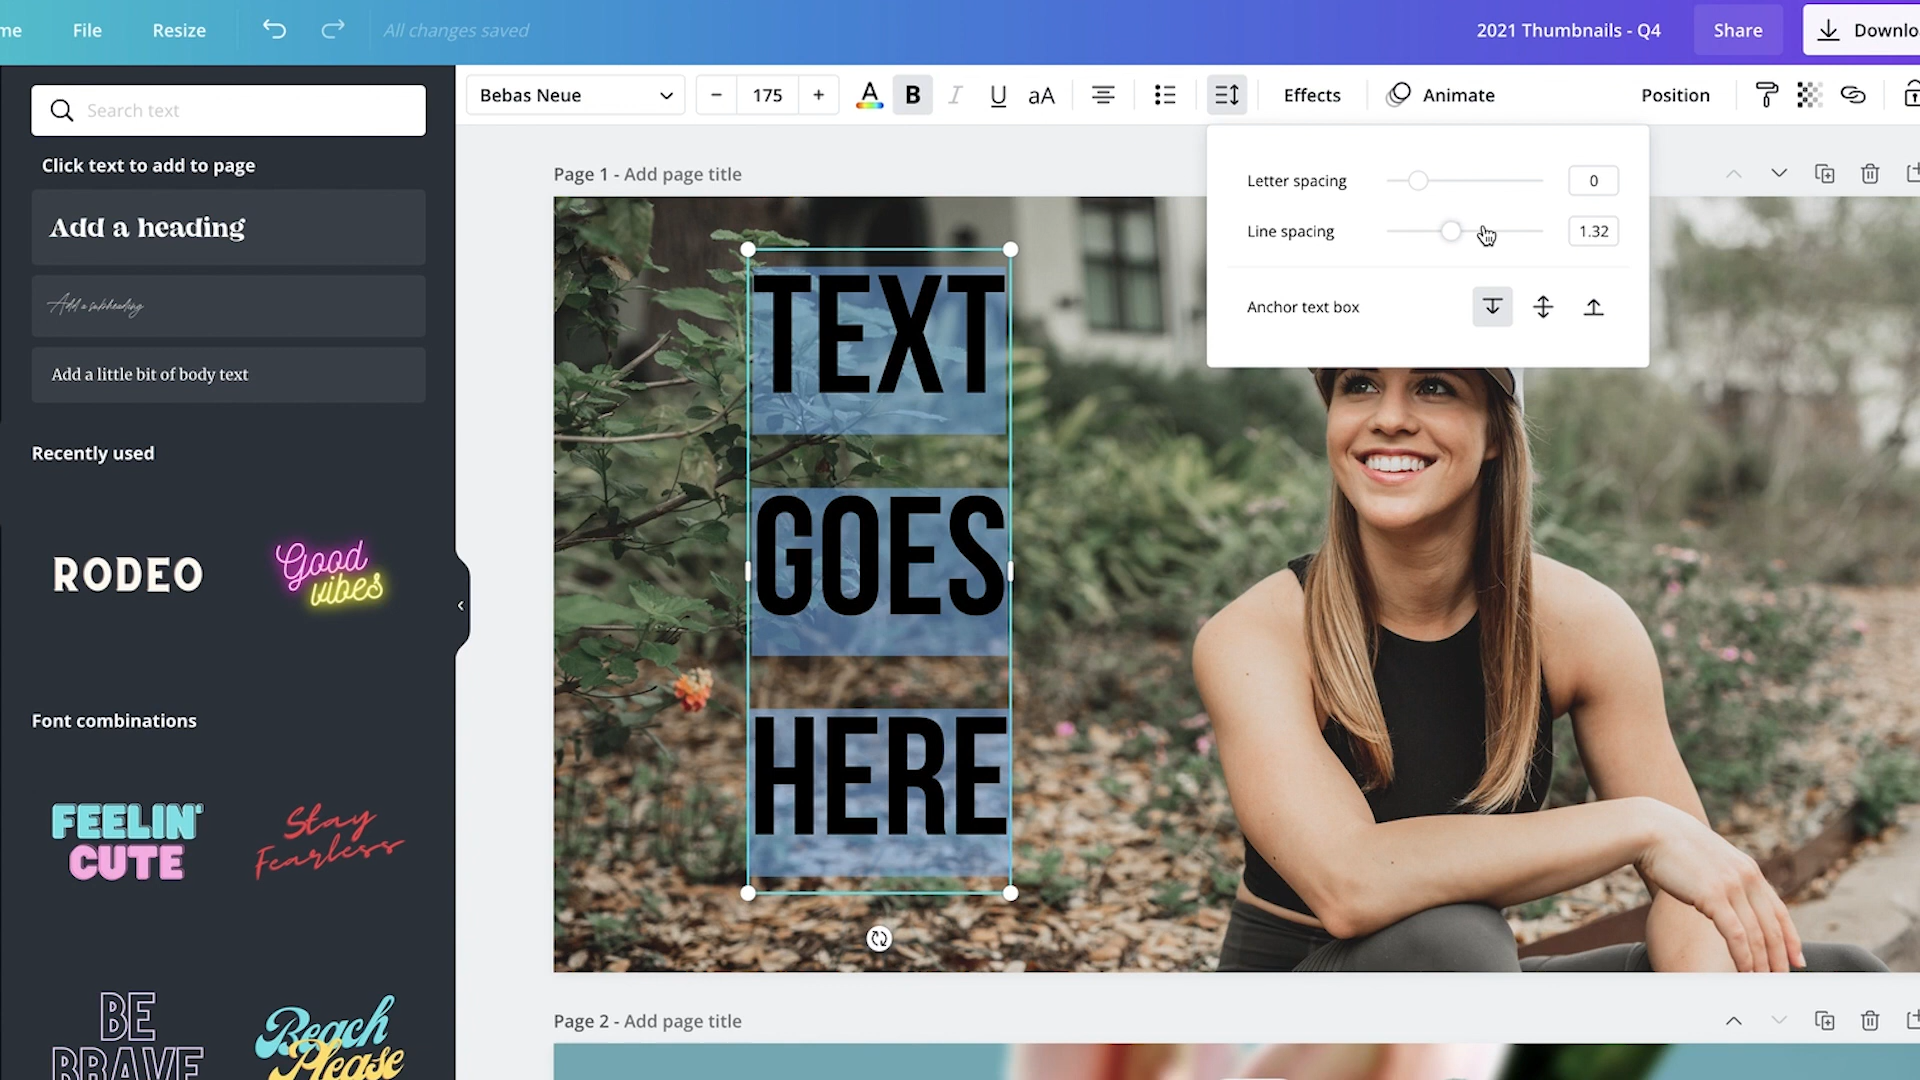 me File Resize All changes saved 2021 Thumbnails - Q4 Share Downlo
Search text
Bebas Neue 175 A B I U aA Effects Animate Position
Click text to add to page
Add a heading
Add a subheading
Add a little bit of body text
Recently used
RODEO
Good
vibes
Font combinations
FEELIN'
CUTE
Stay
Fearless
BE
BRAVE
Beach
Please
Page 1 - Add page title
Letter spacing 0
Line spacing 1.32
Anchor text box
TEXT
GOES
HERE
Page 2 - Add page title